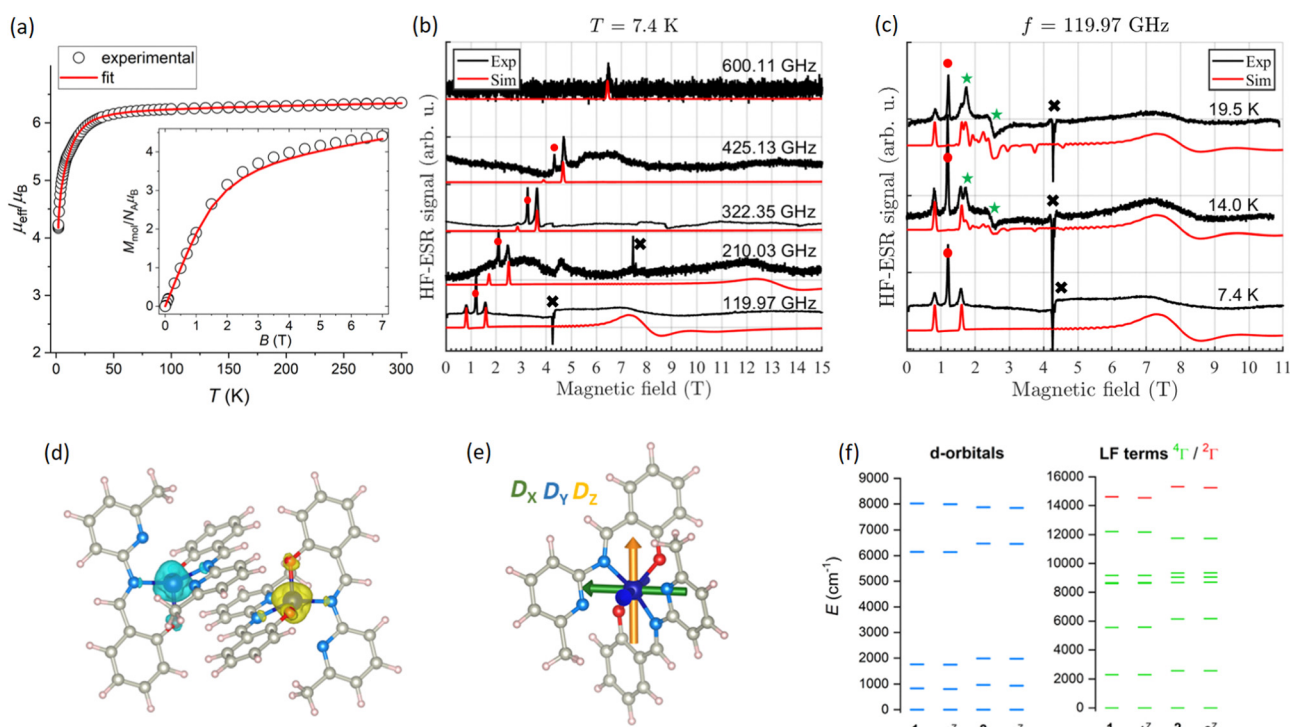 (a)
experimental
fit
μeff/μB
6
5
4
3
2
Mmol/NAμB
4
3
2
1
0
0 1 2 3 4 5 6 7
B (T)
0 50 100 150 200 250 300
T (K)
(b)
T = 7.4 K
Exp
Sim
600.11 GHz
425.13 GHz
322.35 GHz
210.03 GHz
119.97 GHz
HF-ESR signal (arb. u.)
0 1 2 3 4 5 6 7 8 9 10 11 12 13 14 15
Magnetic field (T)
(c)
f = 119.97 GHz
Exp
Sim
19.5 K
14.0 K
7.4 K
HF-ESR signal (arb. u.)
0 1 2 3 4 5 6 7 8 9 10 11
Magnetic field (T)
(d)
(e)
DX DY DZ
(f)
d-orbitals
E (cm⁻¹)
9000
8000
7000
6000
5000
4000
3000
2000
1000
0
LF terms ⁴Γ / ²Γ
16000
14000
12000
10000
8000
6000
4000
2000
0